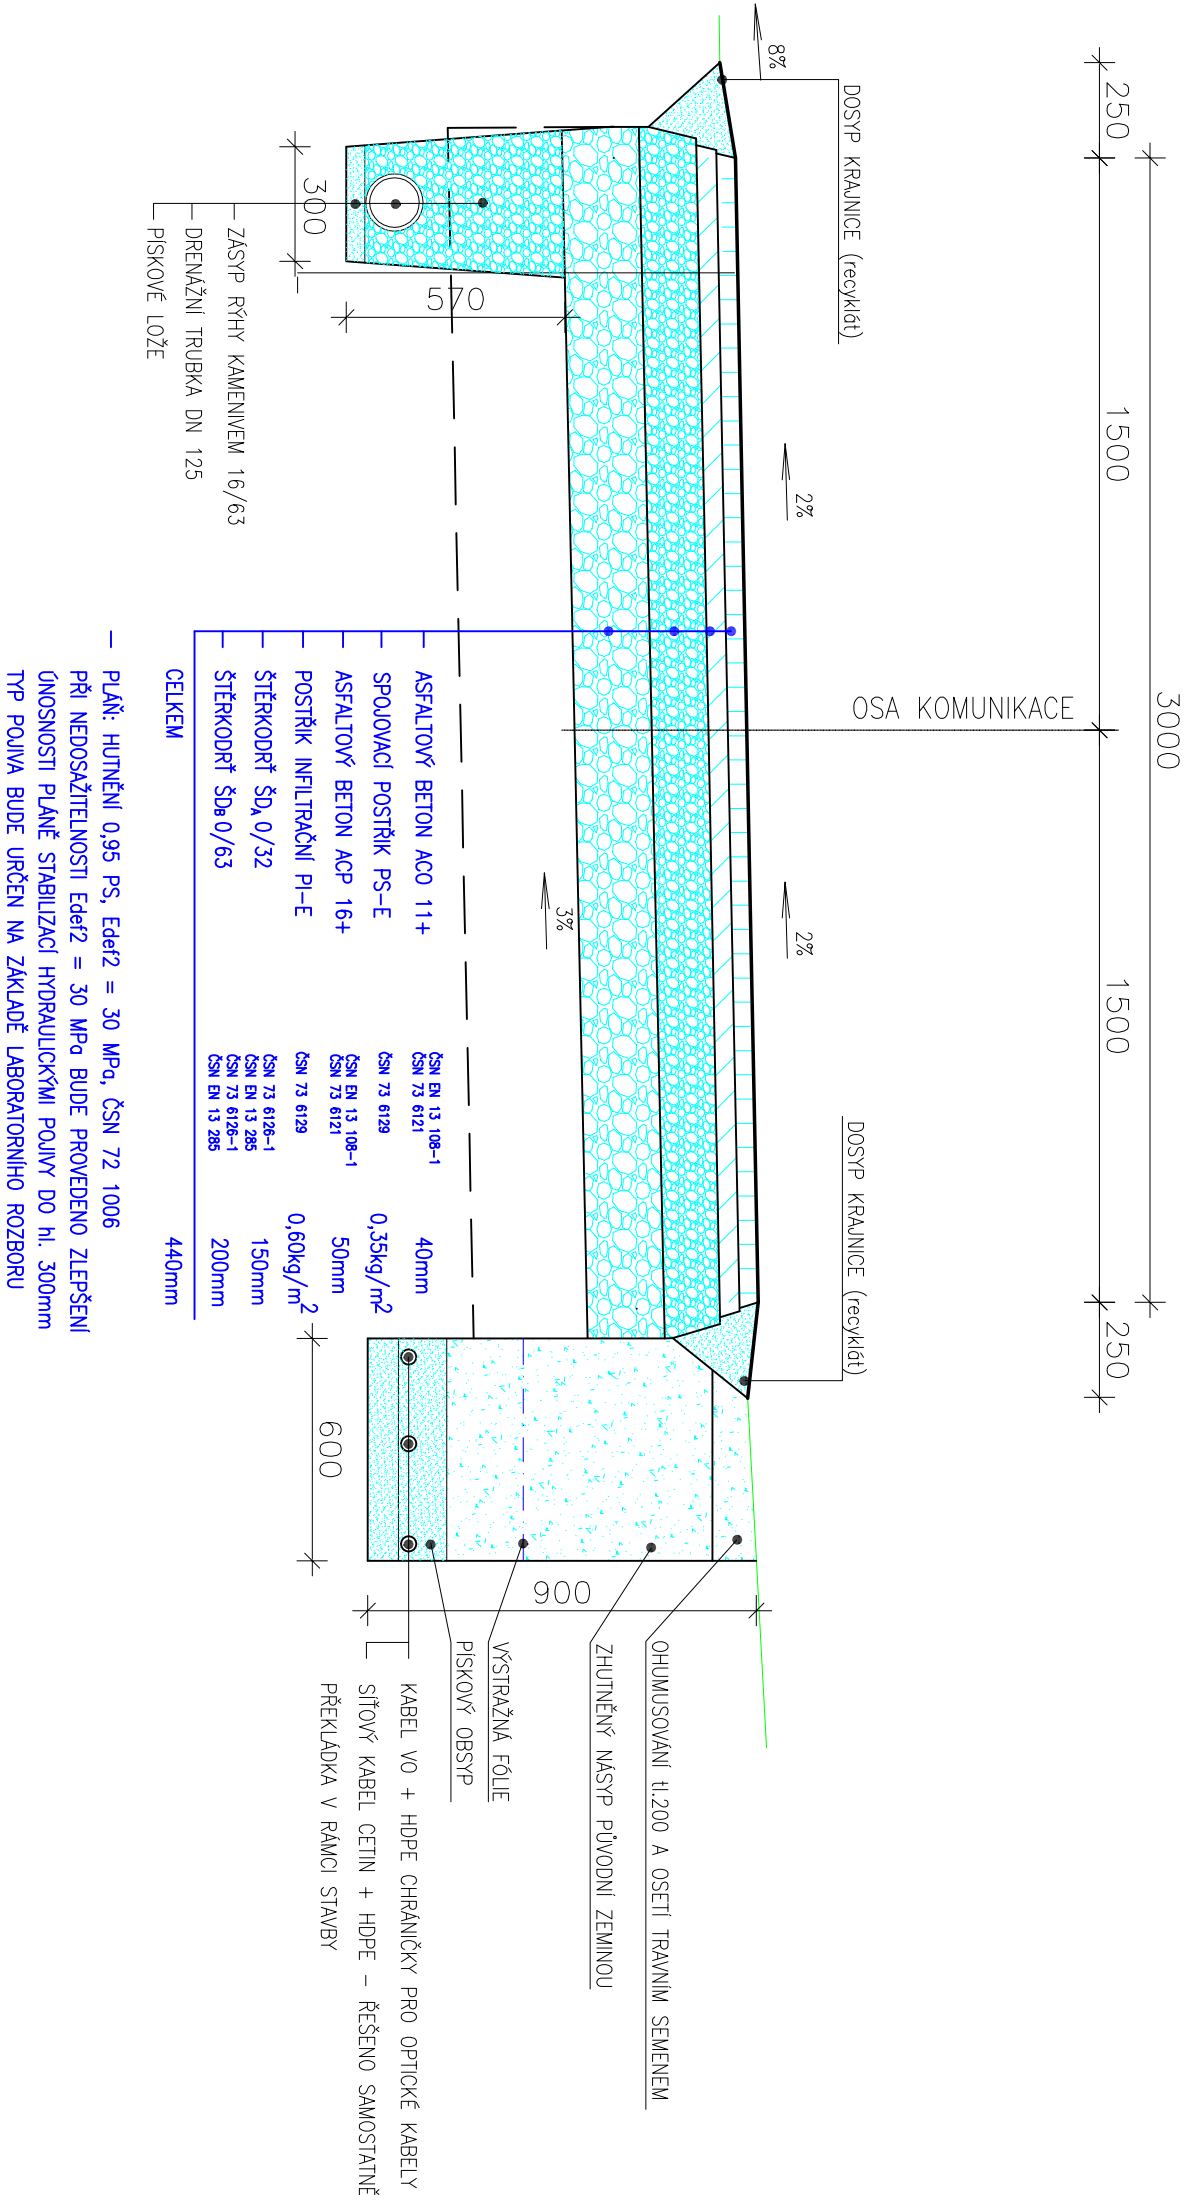 3000
250
1500
1500
250
OSA KOMUNIKACE
DOSYP KRAJNICE (recyklát)
DOSYP KRAJNICE (recyklát)
8%
2%
2%
3%
570
300
ZÁSYP RÝHY KAMENIVEM 16/63
DRENÁŽNÍ TRUBKA DN 125
PÍSKOVÉ LOŽE
900
600
OHUMUSOVÁNÍ tl.200 A OSETÍ TRAVNÍM SEMENEM
ZHUTNĚNÝ NÁSYP PŮVODNÍ ZEMINOU
VÝSTRAŽNÁ FÓLIE
PÍSKOVÝ OBSYP
KABEL VO + HDPE CHRÁNIČKY PRO OPTICKÉ KABELY
SÍŤOVÝ KABEL CETIN + HDPE - ŘEŠENO SAMOSTATNĚ
PŘEKLÁDKA V RÁMCI STAVBY
ASFALTOVÝ BETON ACO 11+ ČSN EN 13 108-1 ČSN 73 6121 40mm
SPOJOVACÍ POSTŘIK PS-E ČSN 73 6129 0,35kg/m2
ASFALTOVÝ BETON ACP 16+ ČSN EN 13 108-1 ČSN 73 6121 50mm
POSTŘIK INFILTRAČNÍ PI-E ČSN 73 6129 0,60kg/m2
ŠTĚRKODRŤ ŠDA 0/32 ČSN 73 6126-1 ČSN EN 13 285 150mm
ŠTĚRKODRŤ ŠDB 0/63 ČSN 73 6126-1 ČSN EN 13 285 200mm
CELKEM 440mm
- PLÁŇ: HUTNĚNÍ 0,95 PS, Edef2 = 30 MPa, ČSN 72 1006
PŘI NEDOSAŽITELNOSTI Edef2 = 30 MPa BUDE PROVEDENO ZLEPŠENÍ
ÚNOSNOSTI PLÁNĚ STABILIZACÍ HYDRAULICKÝMI POJIVY DO hl. 300mm
TYP POJIVA BUDE URČEN NA ZÁKLADĚ LABORATORNÍHO ROZBORU